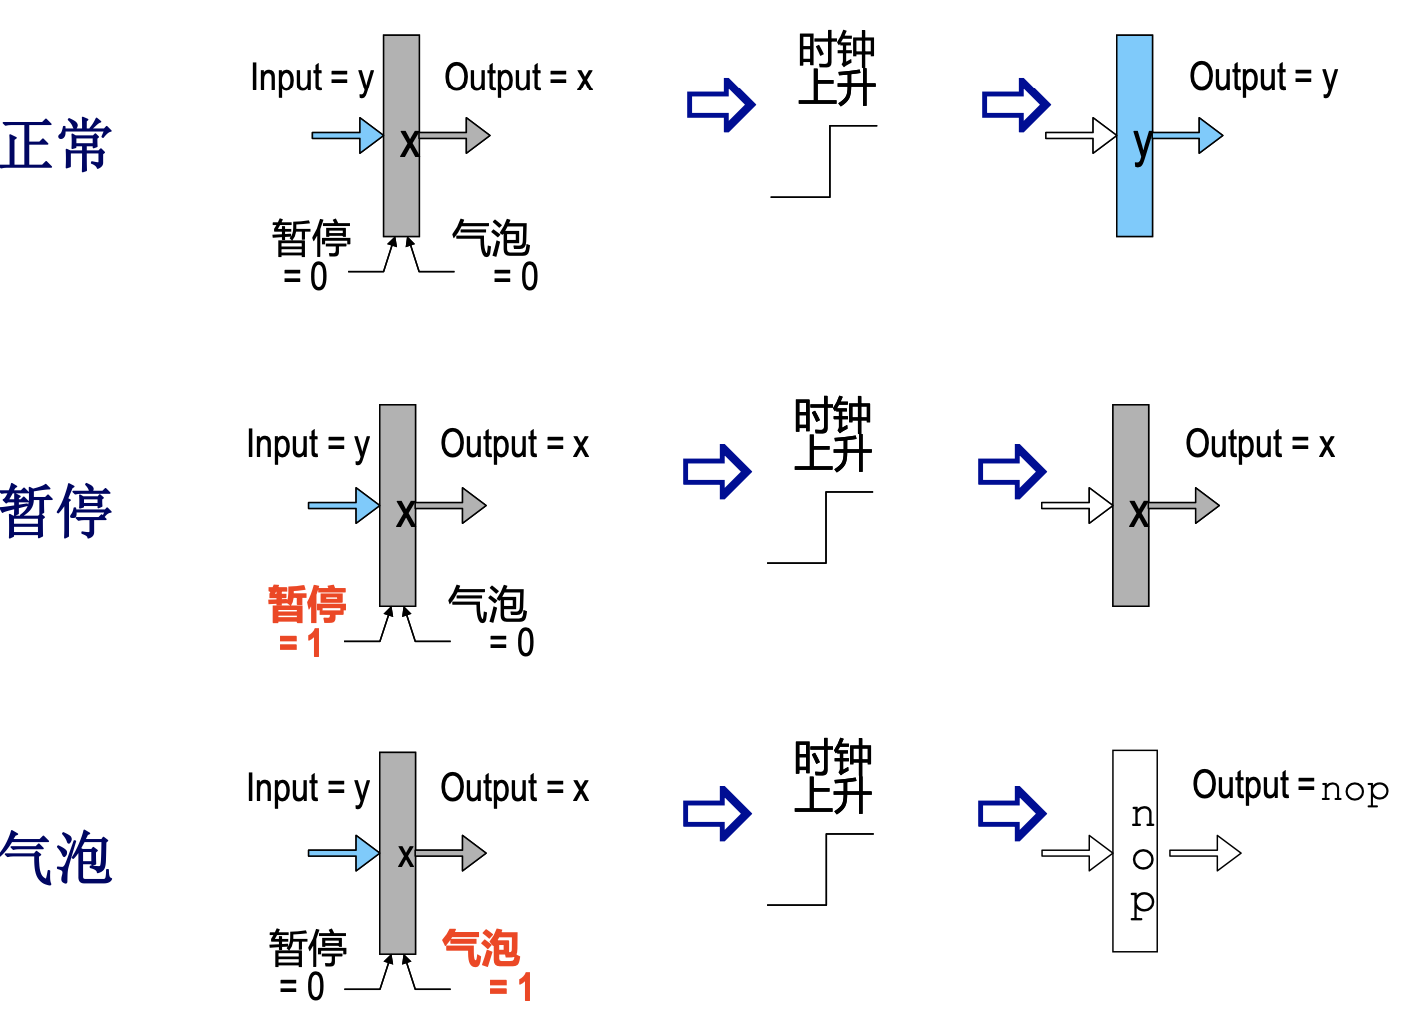 正常
Input = y
Output = x
x
暂停
= 0
气泡
= 0
时钟
上升
Output = y
y
暂停
Input = y
Output = x
x
暂停
= 1
气泡
= 0
时钟
上升
Output = x
x
气泡
Input = y
Output = x
x
暂停
= 0
气泡
= 1
时钟
上升
Output = nop
n
o
p